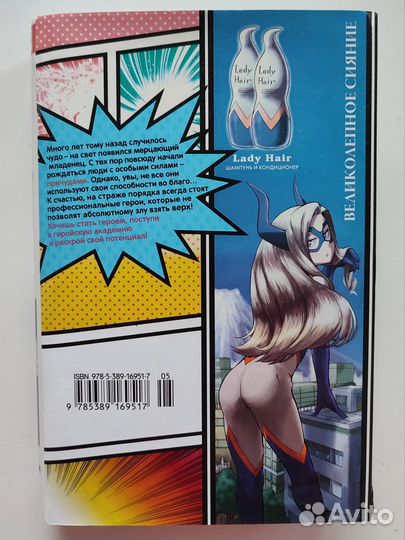 Много лет тому назад случилось
чудо – на свет появился мерцающий
младенец. С тех пор повсюду начали
рождаться люди с особыми силами –
причудами. Однако, увы, не все они
используют свои способности во благо...
К счастью, на страже порядка всегда стоят
профессиональные герои, которые не
позволят абсолютному злу взять верх!
Хочешь стать героем, поступи
в геройскую академию
и раскрой свой потенциал!
Lady
Hair
Lady
Hair
Lady Hair
ШАМПУНЬ И КОНДИЦИОНЕР
ВЕЛИКОЛЕПНОЕ СИЯНИЕ
ISBN 978-5-389-16951-7
05
9 785389 169517
Avito